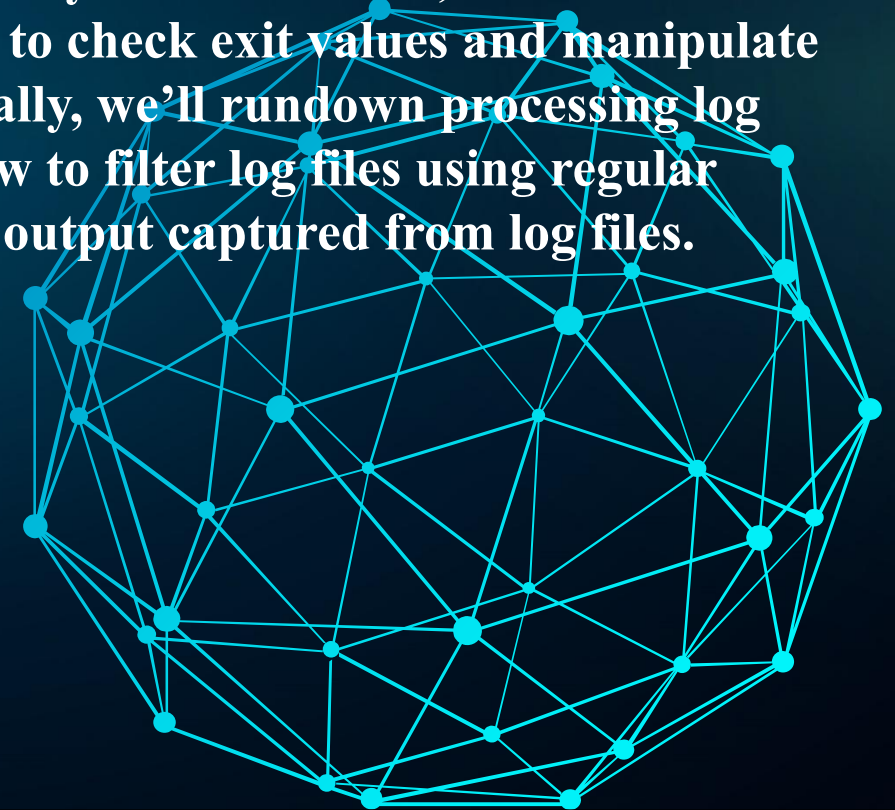 to check exit values and manipulate
ally, we’ll rundown processing log
w to filter log files using regular
output captured from log files.